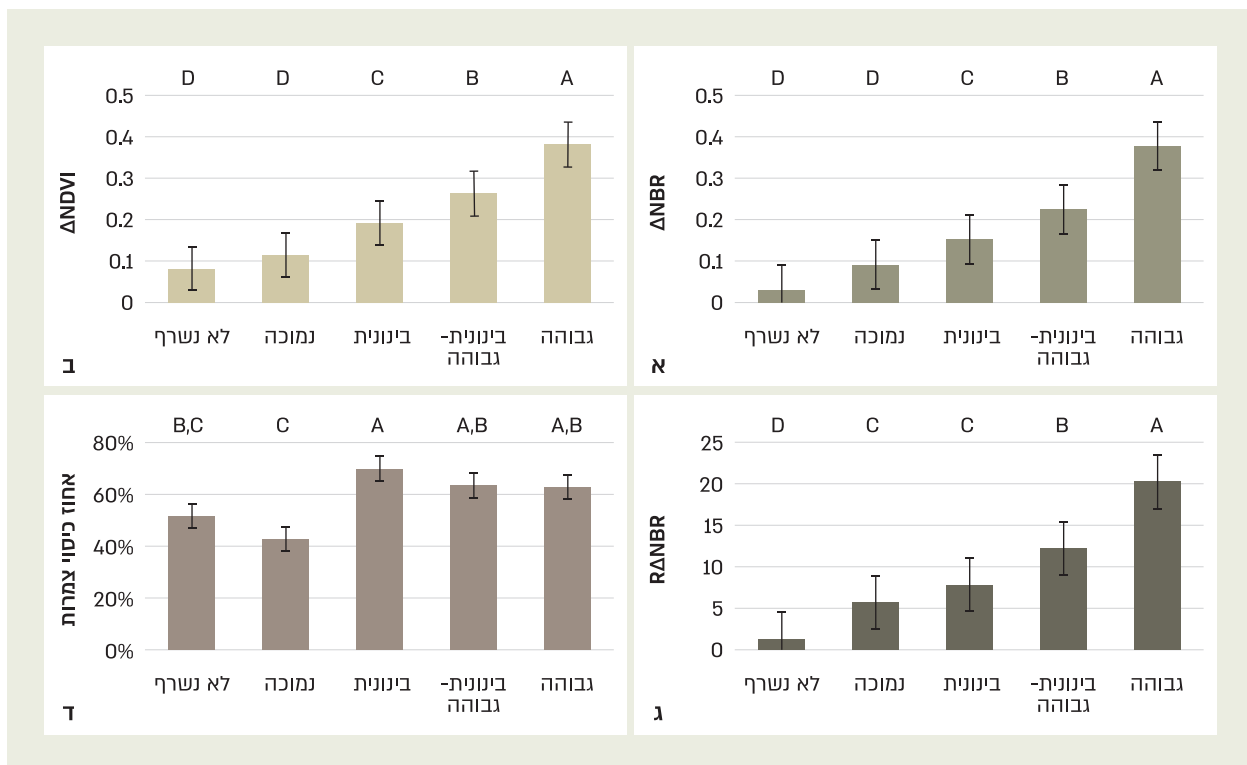 D D C B A
0.5
0.4
0.3
0.2
0.1
0
ΔNBR
לא נשרף
נמוכה
בינונית
בינונית-
גבוהה
גבוהה
א
D D C B A
0.5
0.4
0.3
0.2
0.1
0
ΔNDVI
לא נשרף
נמוכה
בינונית
בינונית-
גבוהה
גבוהה
ב
D C C B A
25
20
15
10
5
0
RΔNBR
לא נשרף
נמוכה
בינונית
בינונית-
גבוהה
גבוהה
ג
B,C C A A,B A,B
80%
60%
40%
20%
0%
אחוז כיסוי צמרות
לא נשרף
נמוכה
בינונית
בינונית-
גבוהה
גבוהה
ד